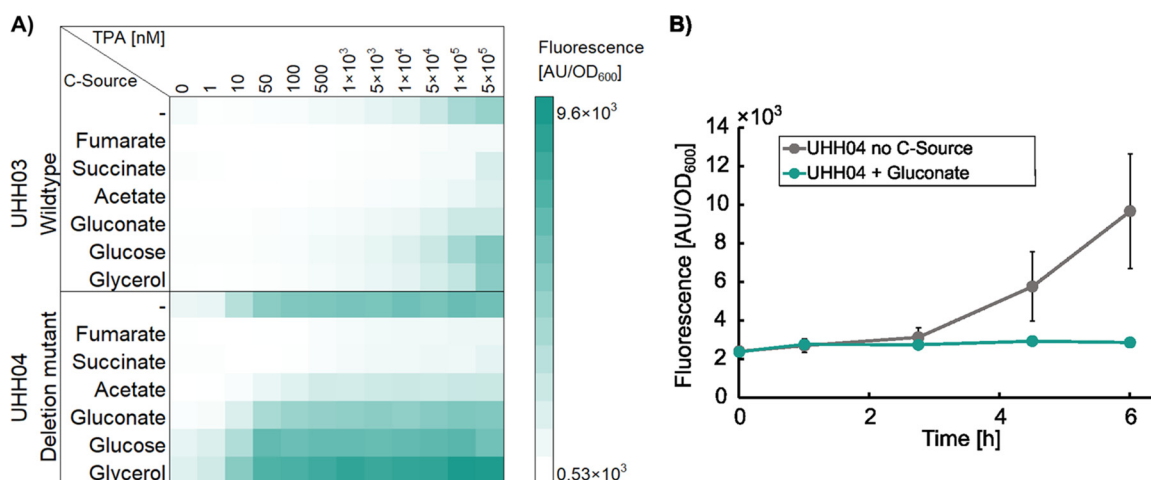 A)
TPA [nM]
C-Source
0 1 10 50 100 500 1×10³ 5×10³ 1×10⁴ 5×10⁴ 1×10⁵ 5×10⁵
UHH03
Wildtype
-
Fumarate
Succinate
Acetate
Gluconate
Glucose
Glycerol
UHH04
Deletion mutant
-
Fumarate
Succinate
Acetate
Gluconate
Glucose
Glycerol
Fluorescence
[AU/OD₆₀₀]
9.6×10³
0.53×10³
B)
×10³
14
12
10
8
6
4
2
0
Fluorescence [AU/OD₆₀₀]
UHH04 no C-Source
UHH04 + Gluconate
0 2 4 6
Time [h]